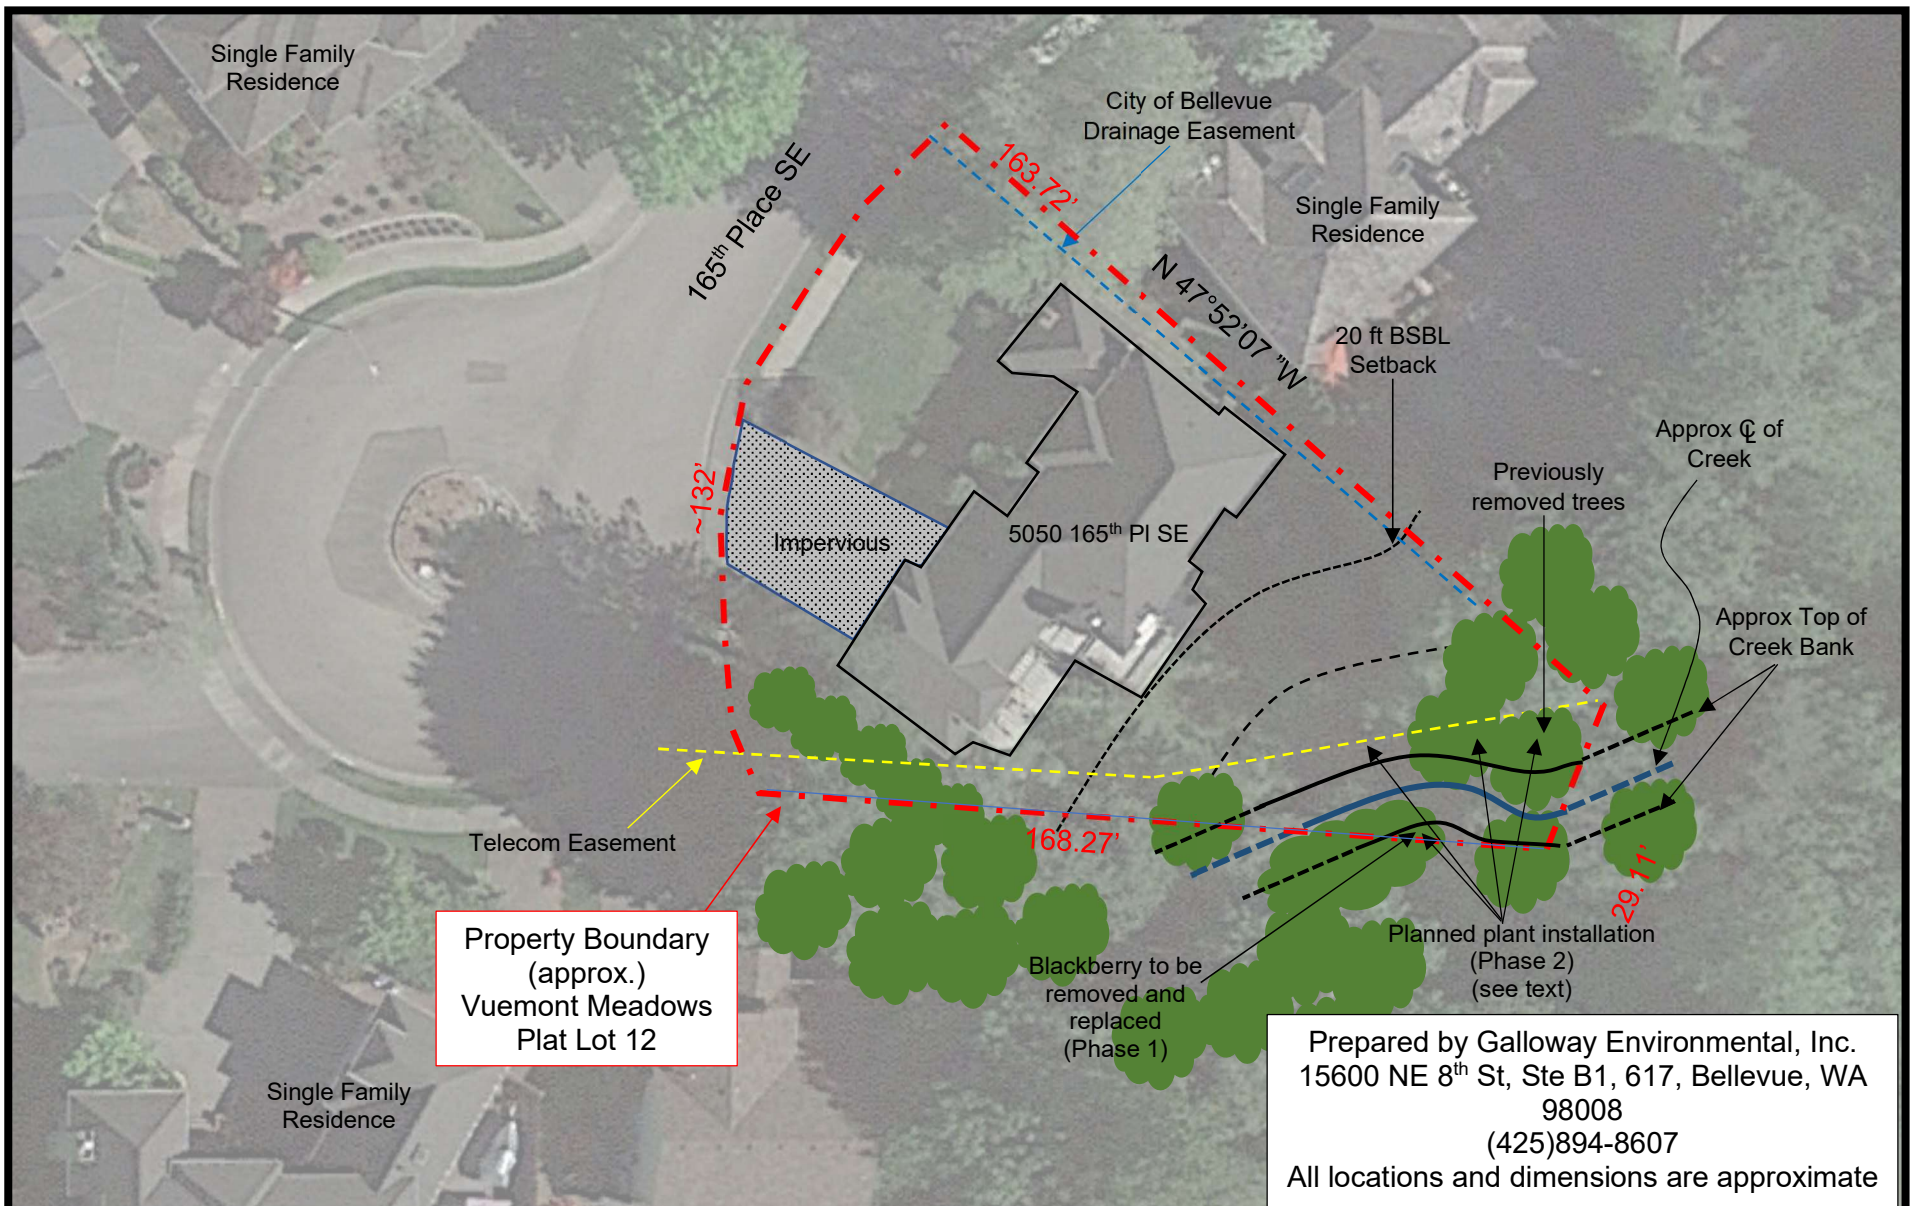 Single Family
Residence
City of Bellevue
Drainage Easement
163.72’
165th Place SE
Single Family
Residence
N 47°52’07 ”W
20 ft BSBL
Setback
Approx ℄ of
Creek
Previously
removed trees
~132’
Impervious
5050 165th Pl SE
Approx Top of
Creek Bank
Telecom Easement
168.27’
29.11’
Property Boundary
(approx.)
Vuemont Meadows
Plat Lot 12
Blackberry to be
removed and
replaced
(Phase 1)
Planned plant installation
(Phase 2)
(see text)
Single Family
Residence
Prepared by Galloway Environmental, Inc.
15600 NE 8th St, Ste B1, 617, Bellevue, WA
98008
(425)894-8607
All locations and dimensions are approximate